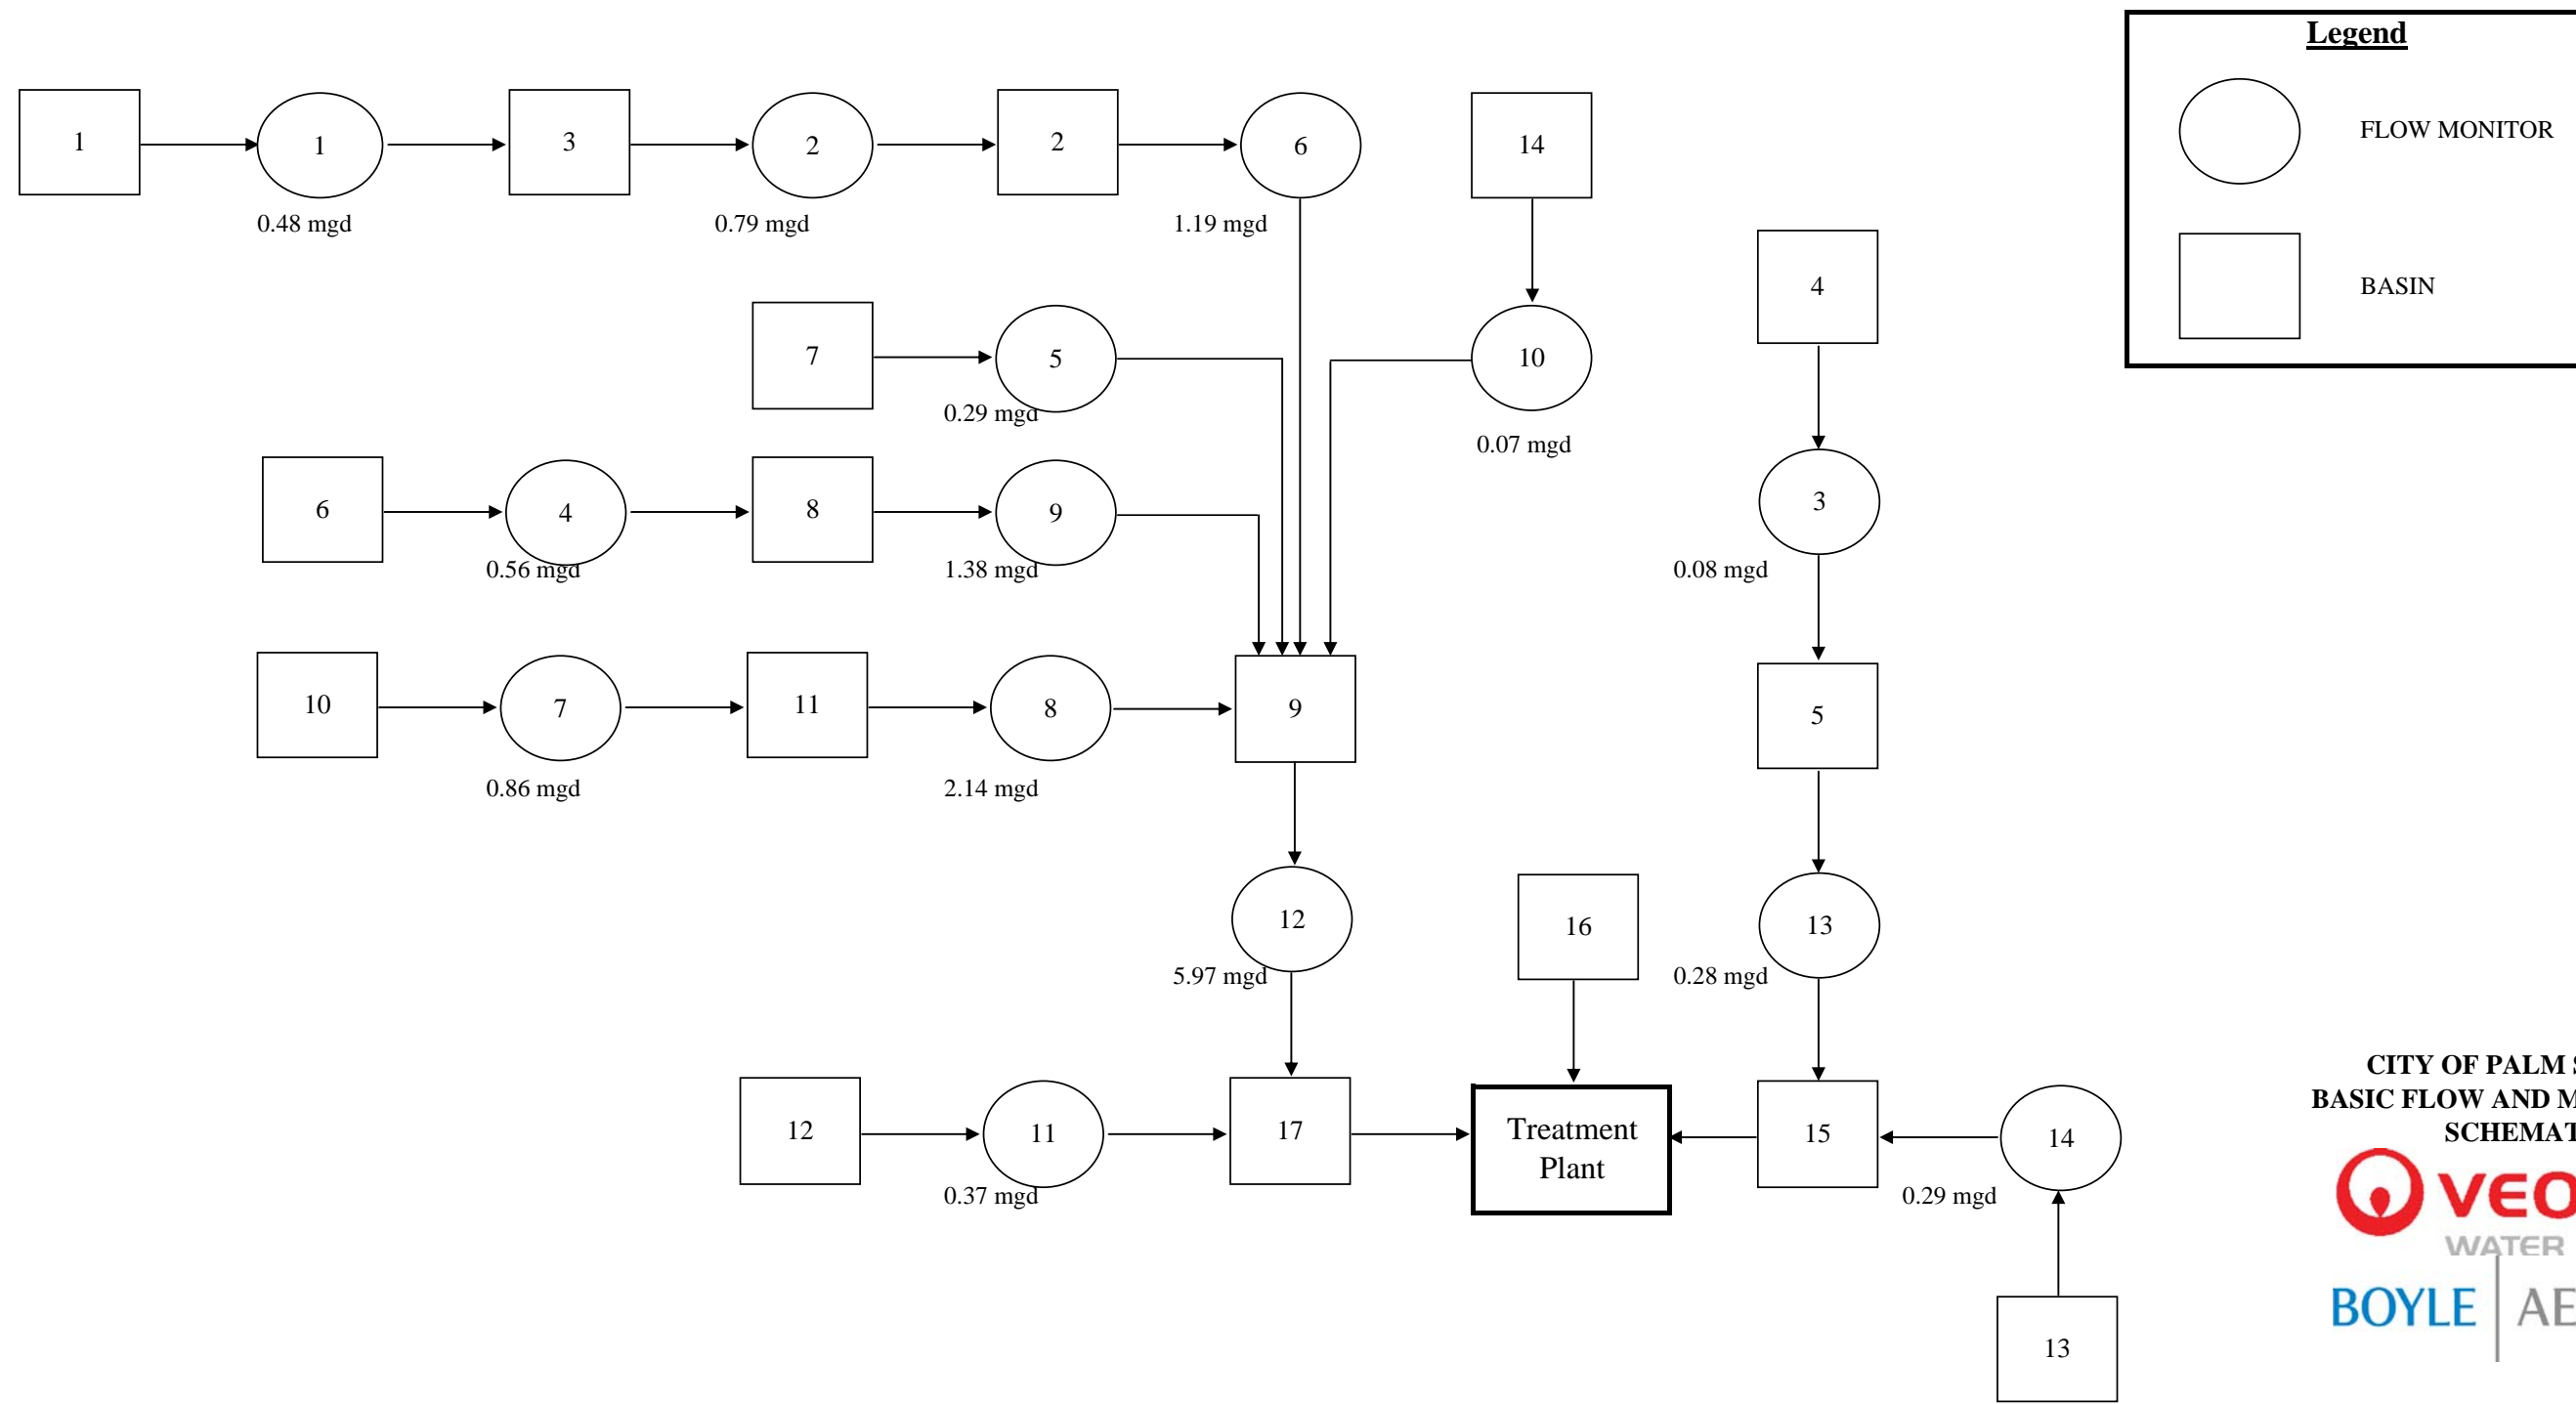 Legend
FLOW MONITOR
BASIN
1
1
3
2
2
6
14
0.48 mgd
0.79 mgd
1.19 mgd
4
7
5
10
0.29 mgd
0.07 mgd
6
4
8
9
3
0.56 mgd
1.38 mgd
0.08 mgd
10
7
11
8
9
5
0.86 mgd
2.14 mgd
12
16
13
5.97 mgd
0.28 mgd
12
11
17
Treatment
Plant
15
14
0.37 mgd
0.29 mgd
13
CITY OF PALM
BASIC FLOW AND
SCHEMAT
VEO
WATER
BOYLE AE